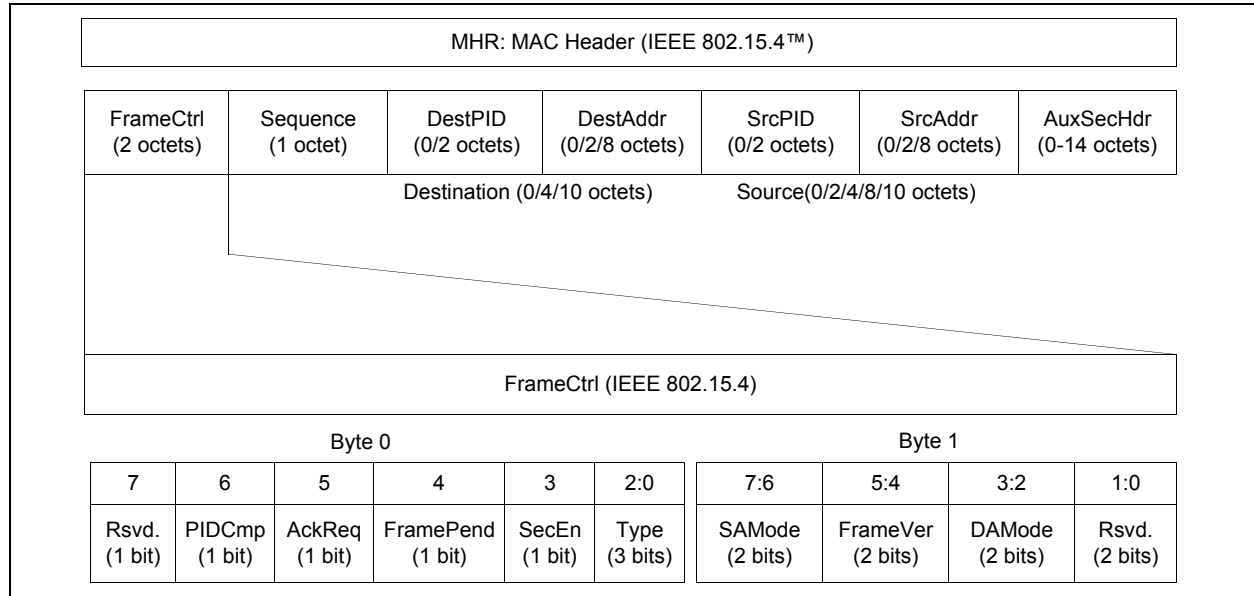 MHR: MAC Header (IEEE 802.15.4™)
FrameCtrl
(2 octets)
Sequence
(1 octet)
DestPID
(0/2 octets)
DestAddr
(0/2/8 octets)
SrcPID
(0/2 octets)
SrcAddr
(0/2/8 octets)
AuxSecHdr
(0-14 octets)
Destination (0/4/10 octets)
Source(0/2/4/8/10 octets)
FrameCtrl (IEEE 802.15.4)
Byte 0
Byte 1
7
6
5
4
3
2:0
7:6
5:4
3:2
1:0
Rsvd.
(1 bit)
PIDCmp
(1 bit)
AckReq
(1 bit)
FramePend
(1 bit)
SecEn
(1 bit)
Type
(3 bits)
SAMode
(2 bits)
FrameVer
(2 bits)
DAMode
(2 bits)
Rsvd.
(2 bits)